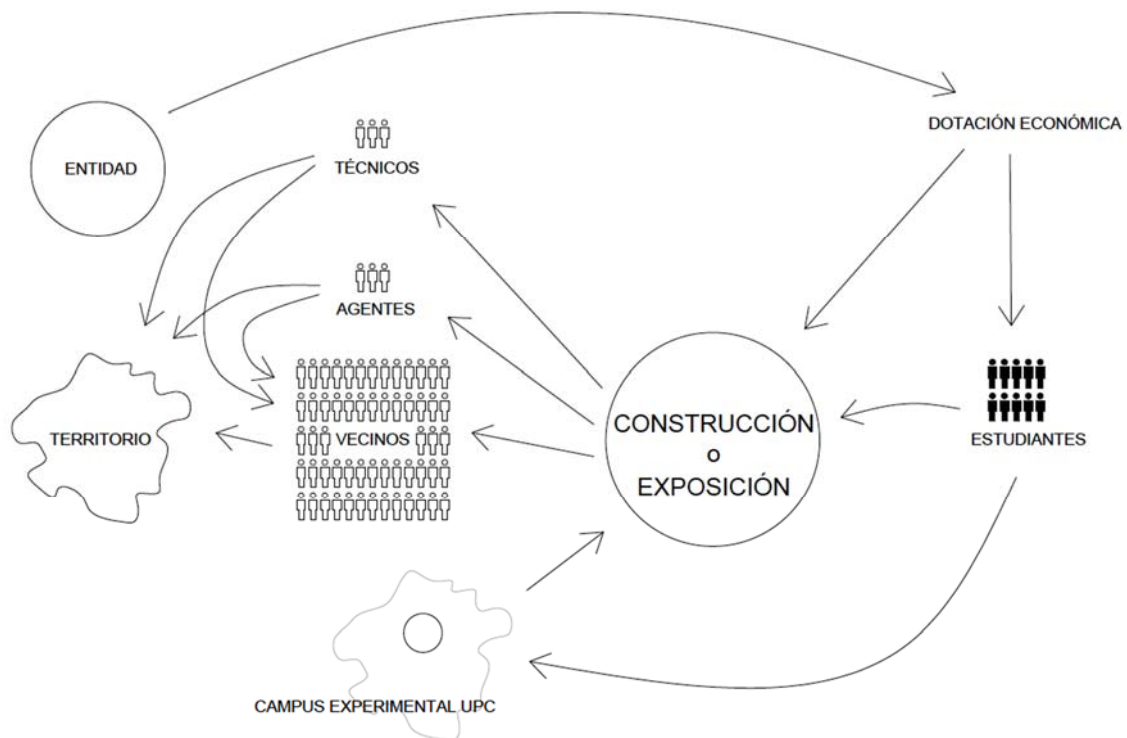 DOTACIÓN ECONÓMICA
ENTIDAD
TÉCNICOS
AGENTES
CONSTRUCCIÓN
o
EXPOSICIÓN
TERRITORIO
VECINOS
ESTUDIANTES
CAMPUS EXPERIMENTAL UPC